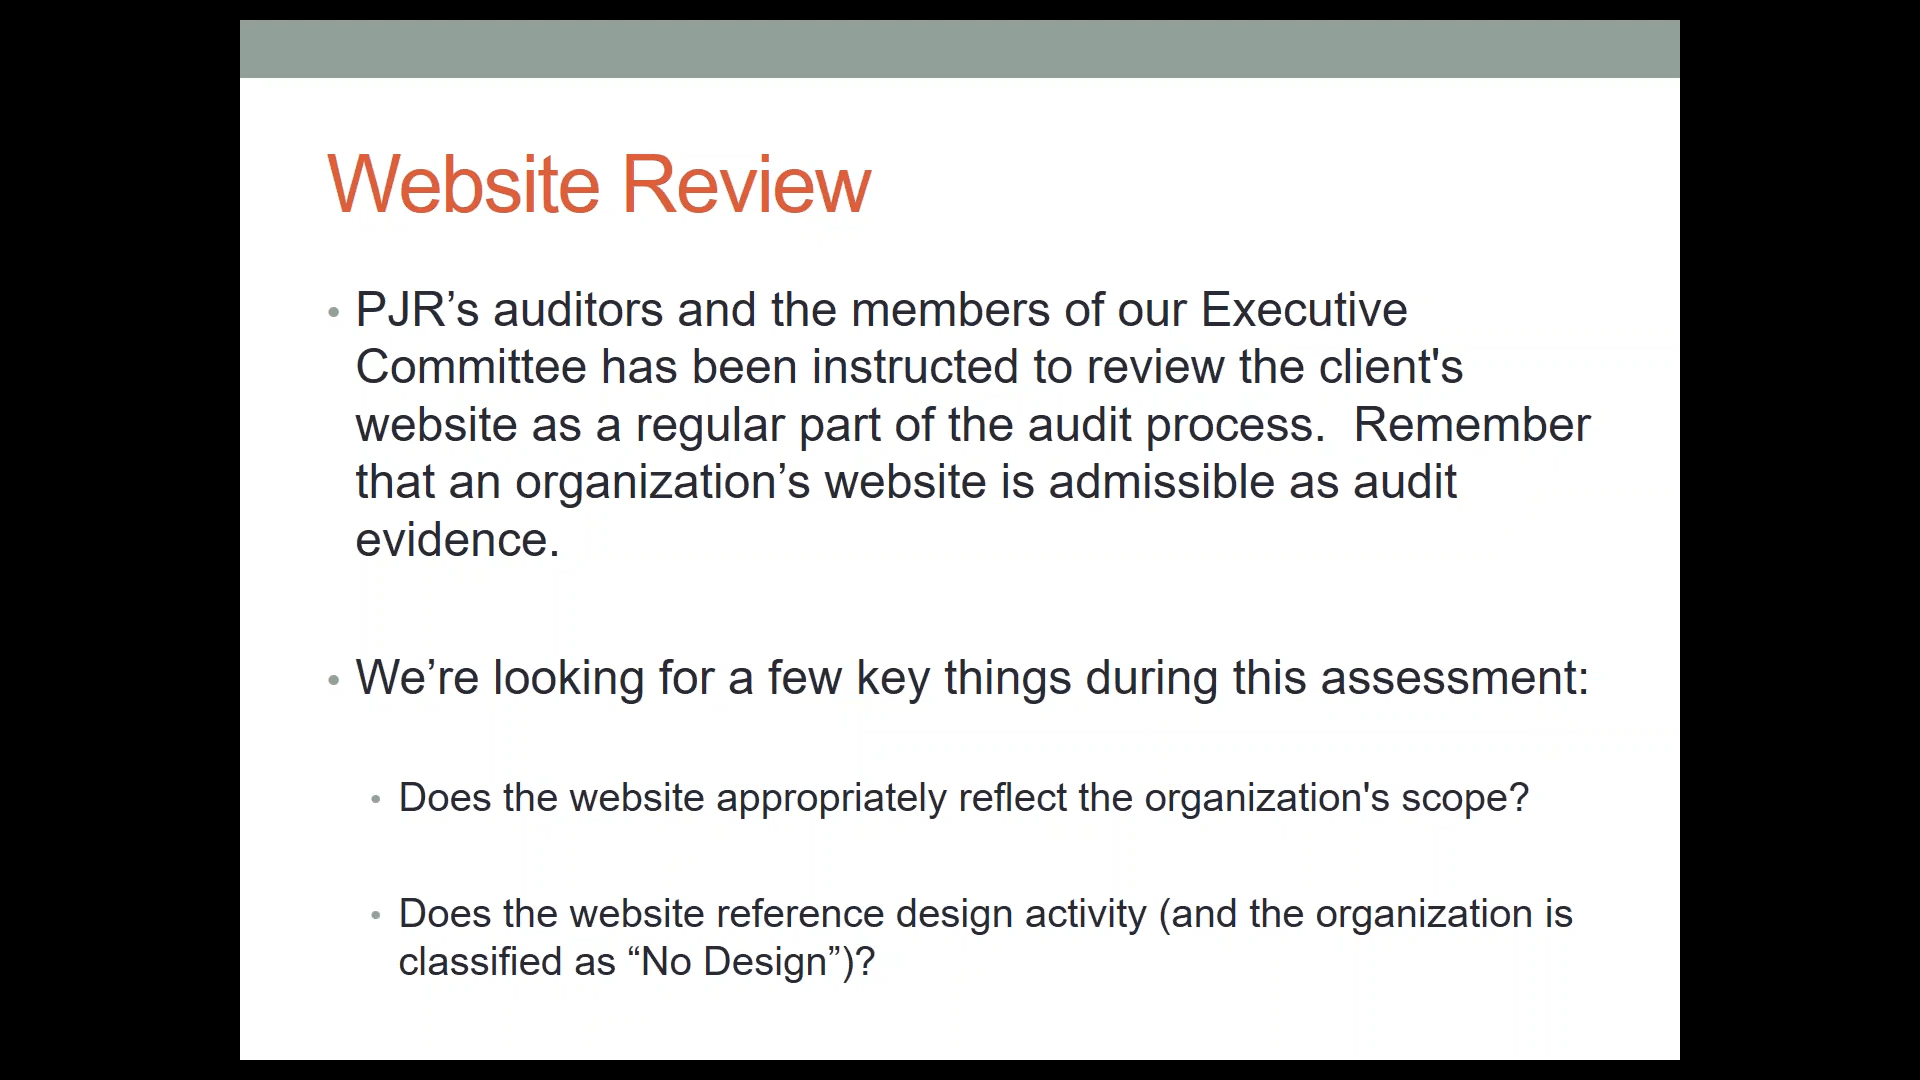 Website Review
• PJR’s auditors and the members of our Executive
Committee has been instructed to review the client's
website as a regular part of the audit process.  Remember
that an organization’s website is admissible as audit
evidence.
• We’re looking for a few key things during this assessment:
• Does the website appropriately reflect the organization's scope?
• Does the website reference design activity (and the organization is
classified as “No Design”)?